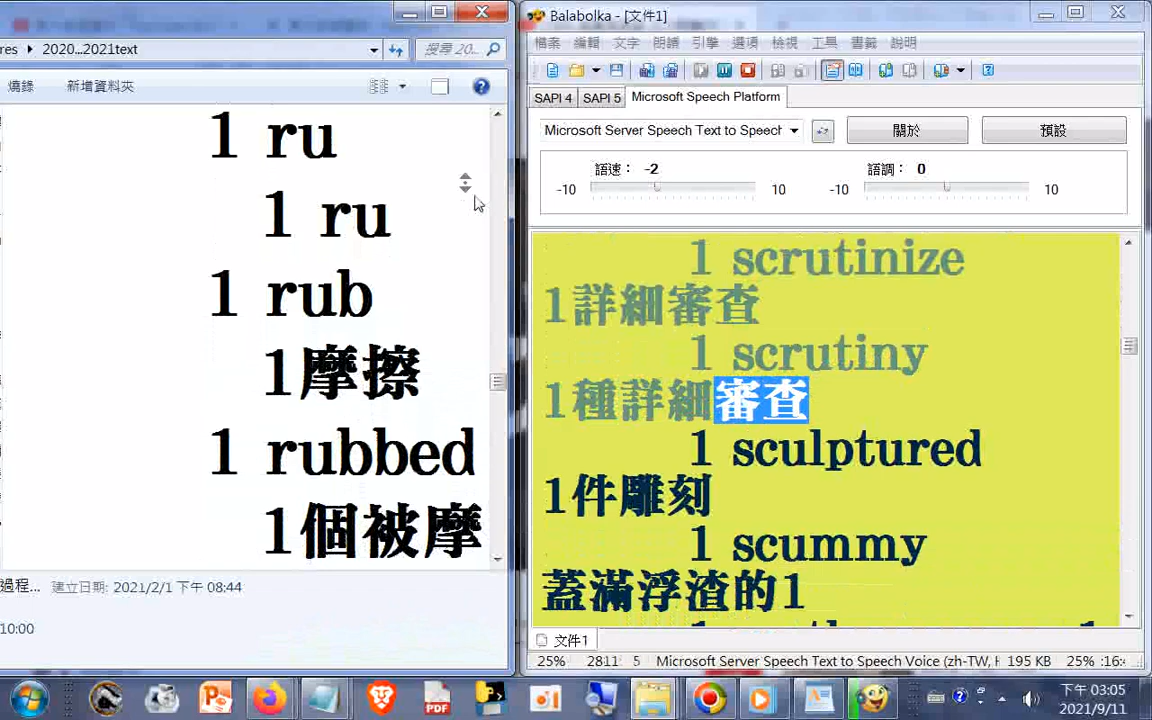 res ▸ 2020...2021text
搜尋 20...
燒錄 新增資料夾
1 ru
1 ru
1 rub
1摩擦
1 rubbed
1個被摩
過程... 建立日期: 2021/2/1 下午 08:44
10:00
Balabolka - [文件1]
檔案 編輯 文字 朗讀 引擎 選項 檢視 工具 書籤 說明
SAPI 4 SAPI 5 Microsoft Speech Platform
Microsoft Server Speech Text to Speech 關於 預設
語速： -2 語調： 0
-10 10 -10 10
1 scrutinize
1詳細審查
1 scrutiny
1種詳細審查
1 sculptured
1件雕刻
1 scummy
蓋滿浮渣的1
文件1
25% 2811 5 Microsoft Server Speech Text to Speech Voice (zh-TW, H 195 KB 25% :16:
下午 03:05
2021/9/11